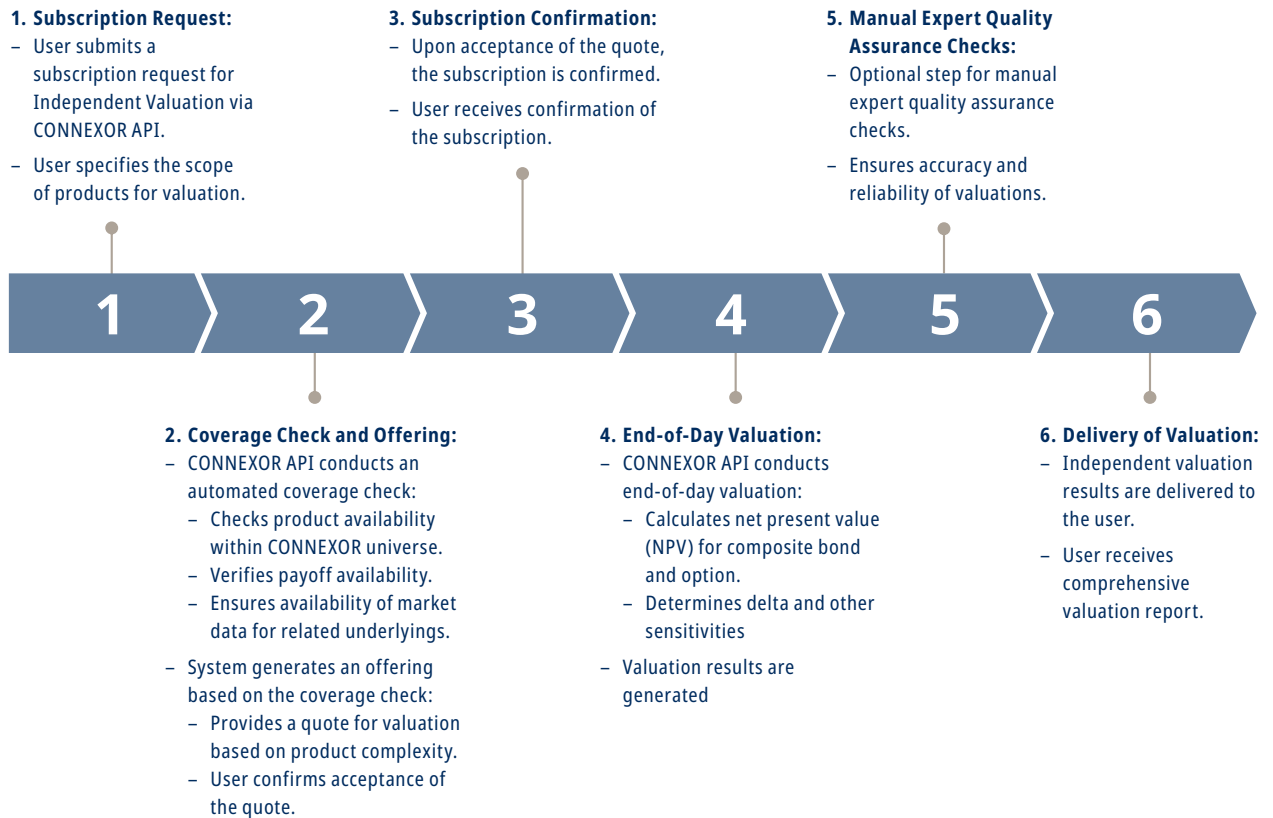 1. Subscription Request:
– User submits a
subscription request for
Independent Valuation via
CONNEXOR API.
– User specifies the scope
of products for valuation.
3. Subscription Confirmation:
– Upon acceptance of the quote,
the subscription is confirmed.
– User receives confirmation of
the subscription.
5. Manual Expert Quality
Assurance Checks:
– Optional step for manual
expert quality assurance
checks.
– Ensures accuracy and
reliability of valuations.
1
2
3
4
5
6
2. Coverage Check and Offering:
– CONNEXOR API conducts an
automated coverage check:
– Checks product availability
within CONNEXOR universe.
– Verifies payoff availability.
– Ensures availability of market
data for related underlyings.
– System generates an offering
based on the coverage check:
– Provides a quote for valuation
based on product complexity.
– User confirms acceptance of
the quote.
4. End-of-Day Valuation:
– CONNEXOR API conducts
end-of-day valuation:
– Calculates net present value
(NPV) for composite bond
and option.
– Determines delta and other
sensitivities
– Valuation results are
generated
6. Delivery of Valuation:
– Independent valuation
results are delivered to
the user.
– User receives
comprehensive
valuation report.